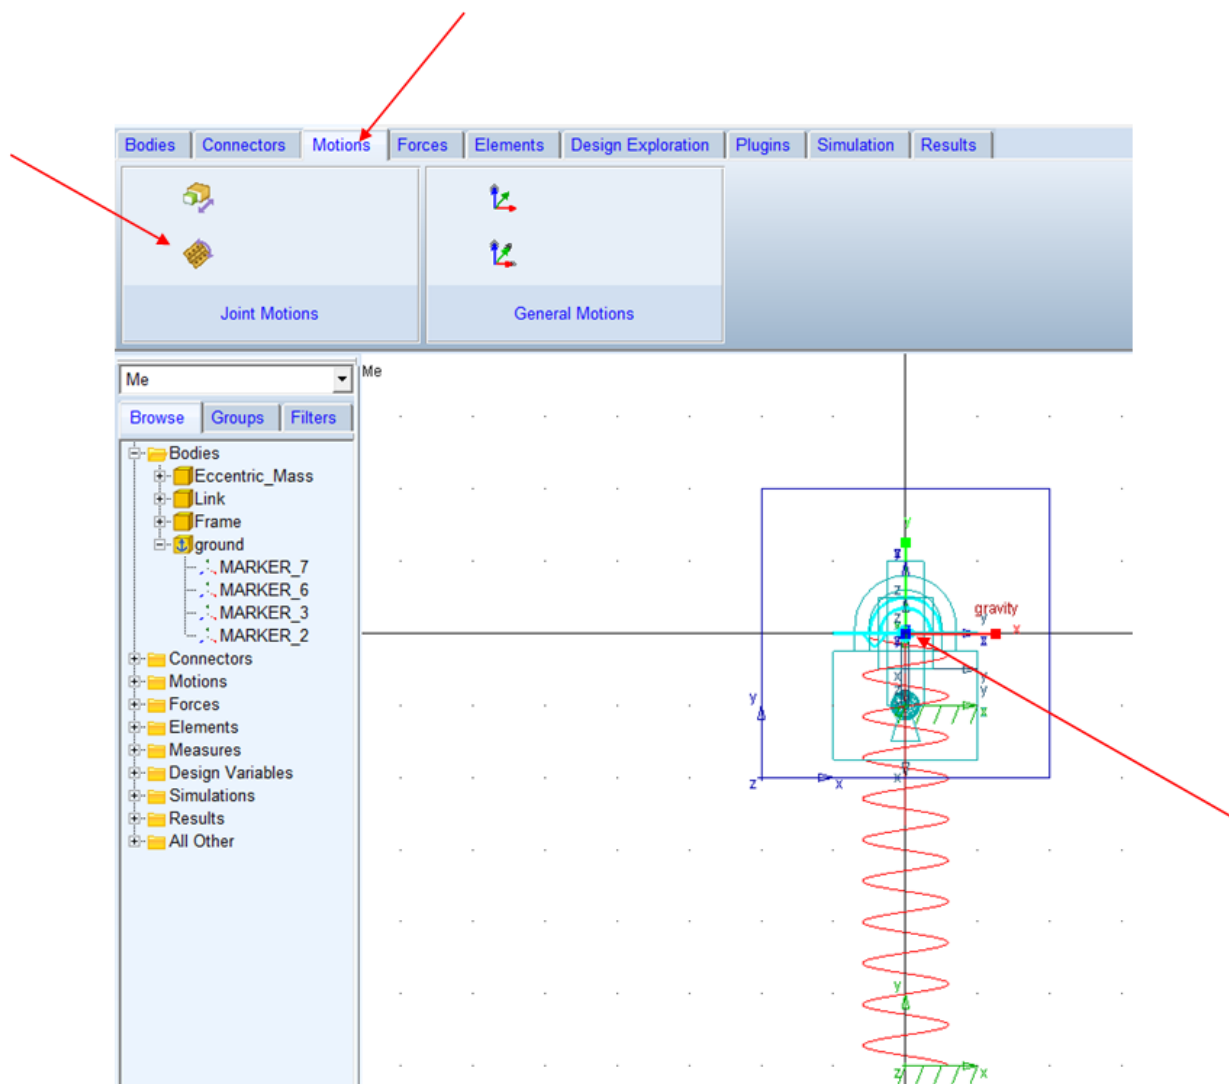 Bodies Connectors Motions Forces Elements Design Exploration Plugins Simulation Results
Joint Motions General Motions
Me
Me
Browse Groups Filters
Bodies
Eccentric_Mass
Link
Frame
ground
MARKER_7
MARKER_6
MARKER_3
MARKER_2
Connectors
Motions
Forces
Elements
Measures
Design Variables
Simulations
Results
All Other
y
z
gravity
y
x
z
x
y
y
y
x
z
x
x
y
z
x